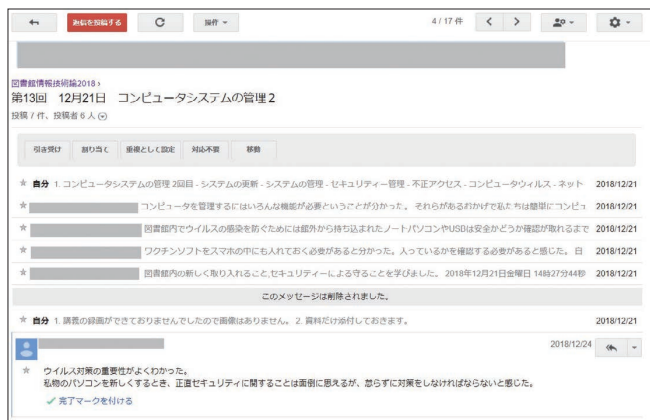 返信を投稿する
操作
4 / 17 件
図書館情報技術論2018 ›
第13回 12月21日 コンピュータシステムの管理2
投稿 7 件、投稿者 6 人
引き受け 割り当て 重複として設定 対応不要 移動
自分 1. コンピュータシステムの管理 2回目 - システムの更新 - システムの管理 - セキュリティー管理 - 不正アクセス - コンピュータウィルス - ネット 2018/12/21
コンピュータを管理するにはいろんな機能が必要ということが分かった。 それらがあるおかげで私たちは簡単にコンピュ 2018/12/21
図書館内でウイルスの感染を防ぐためには館外から持ち込まれたノートパソコンやUSBは安全かどうか確認が取れるまで 2018/12/21
ワクチンソフトをスマホの中にも入れておく必要があると分かった。入っているかを確認する必要があると感じた。 日 2018/12/21
図書館内の新しく取り入れること,セキュリティーによる守ることを学びました。 2018年12月21日金曜日 14時27分44秒 2018/12/21
このメッセージは削除されました。
自分 1. 講義の録画ができておりませんでしたので画像はありません。 2. 資料だけ添付しておきます。 2018/12/21
2018/12/24
ウイルス対策の重要性がよくわかった。
私物のパソコンを新しくするとき、正直セキュリティに関することは面倒に思えるが、怠らずに対策をしなければならないと感じた。
完了マークを付ける